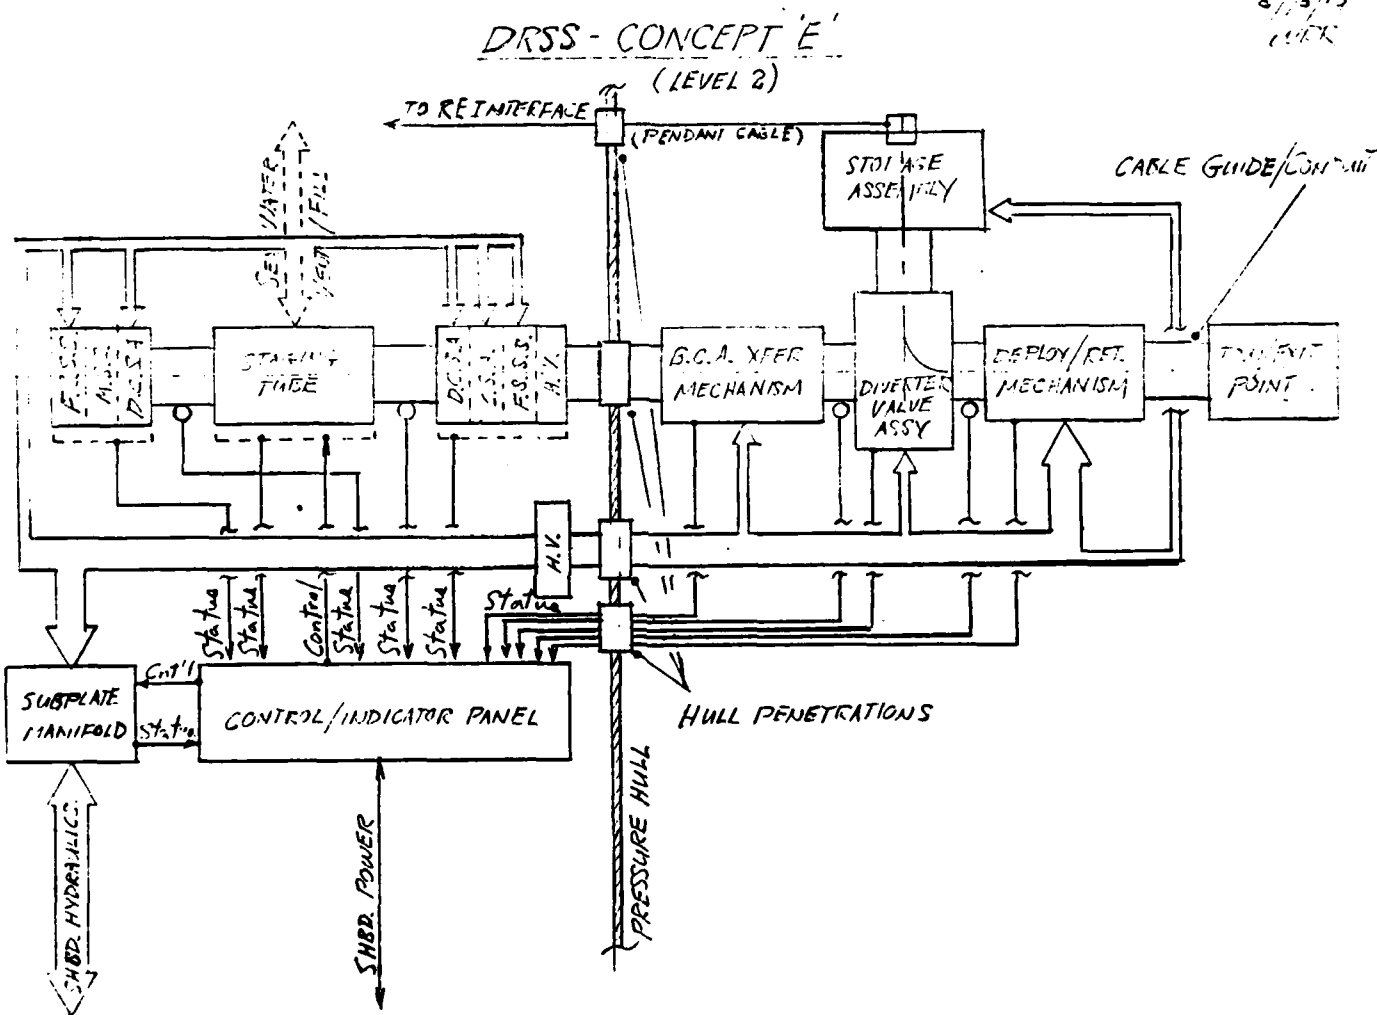 DRSS - CONCEPT 'E'
(LEVEL 2)
TO RE INTERFACE
(PENDANT CABLE)
STORAGE
ASSEMBLY
CABLE GUIDE/CONDUIT
SEA WATER
VENT/FILL
F.S.S.S.
M.S.
D.C.S.A
STAGING
TUBE
D.C.S.A
F.S.S.S.
H.V.
B.C.A. XFER
MECHANISM
DIVERTER
VALVE
ASSY
DEPLOY/RET.
MECHANISM
POINT
H.V.
Status
Status
Control
Status
Status
Status
Status
SUBPLATE
MANIFOLD
Cnt'l
Status
CONTROL/INDICATOR PANEL
HULL PENETRATIONS
PRESSURE HULL
SHBD. HYDRAULICS
SHBD. POWER